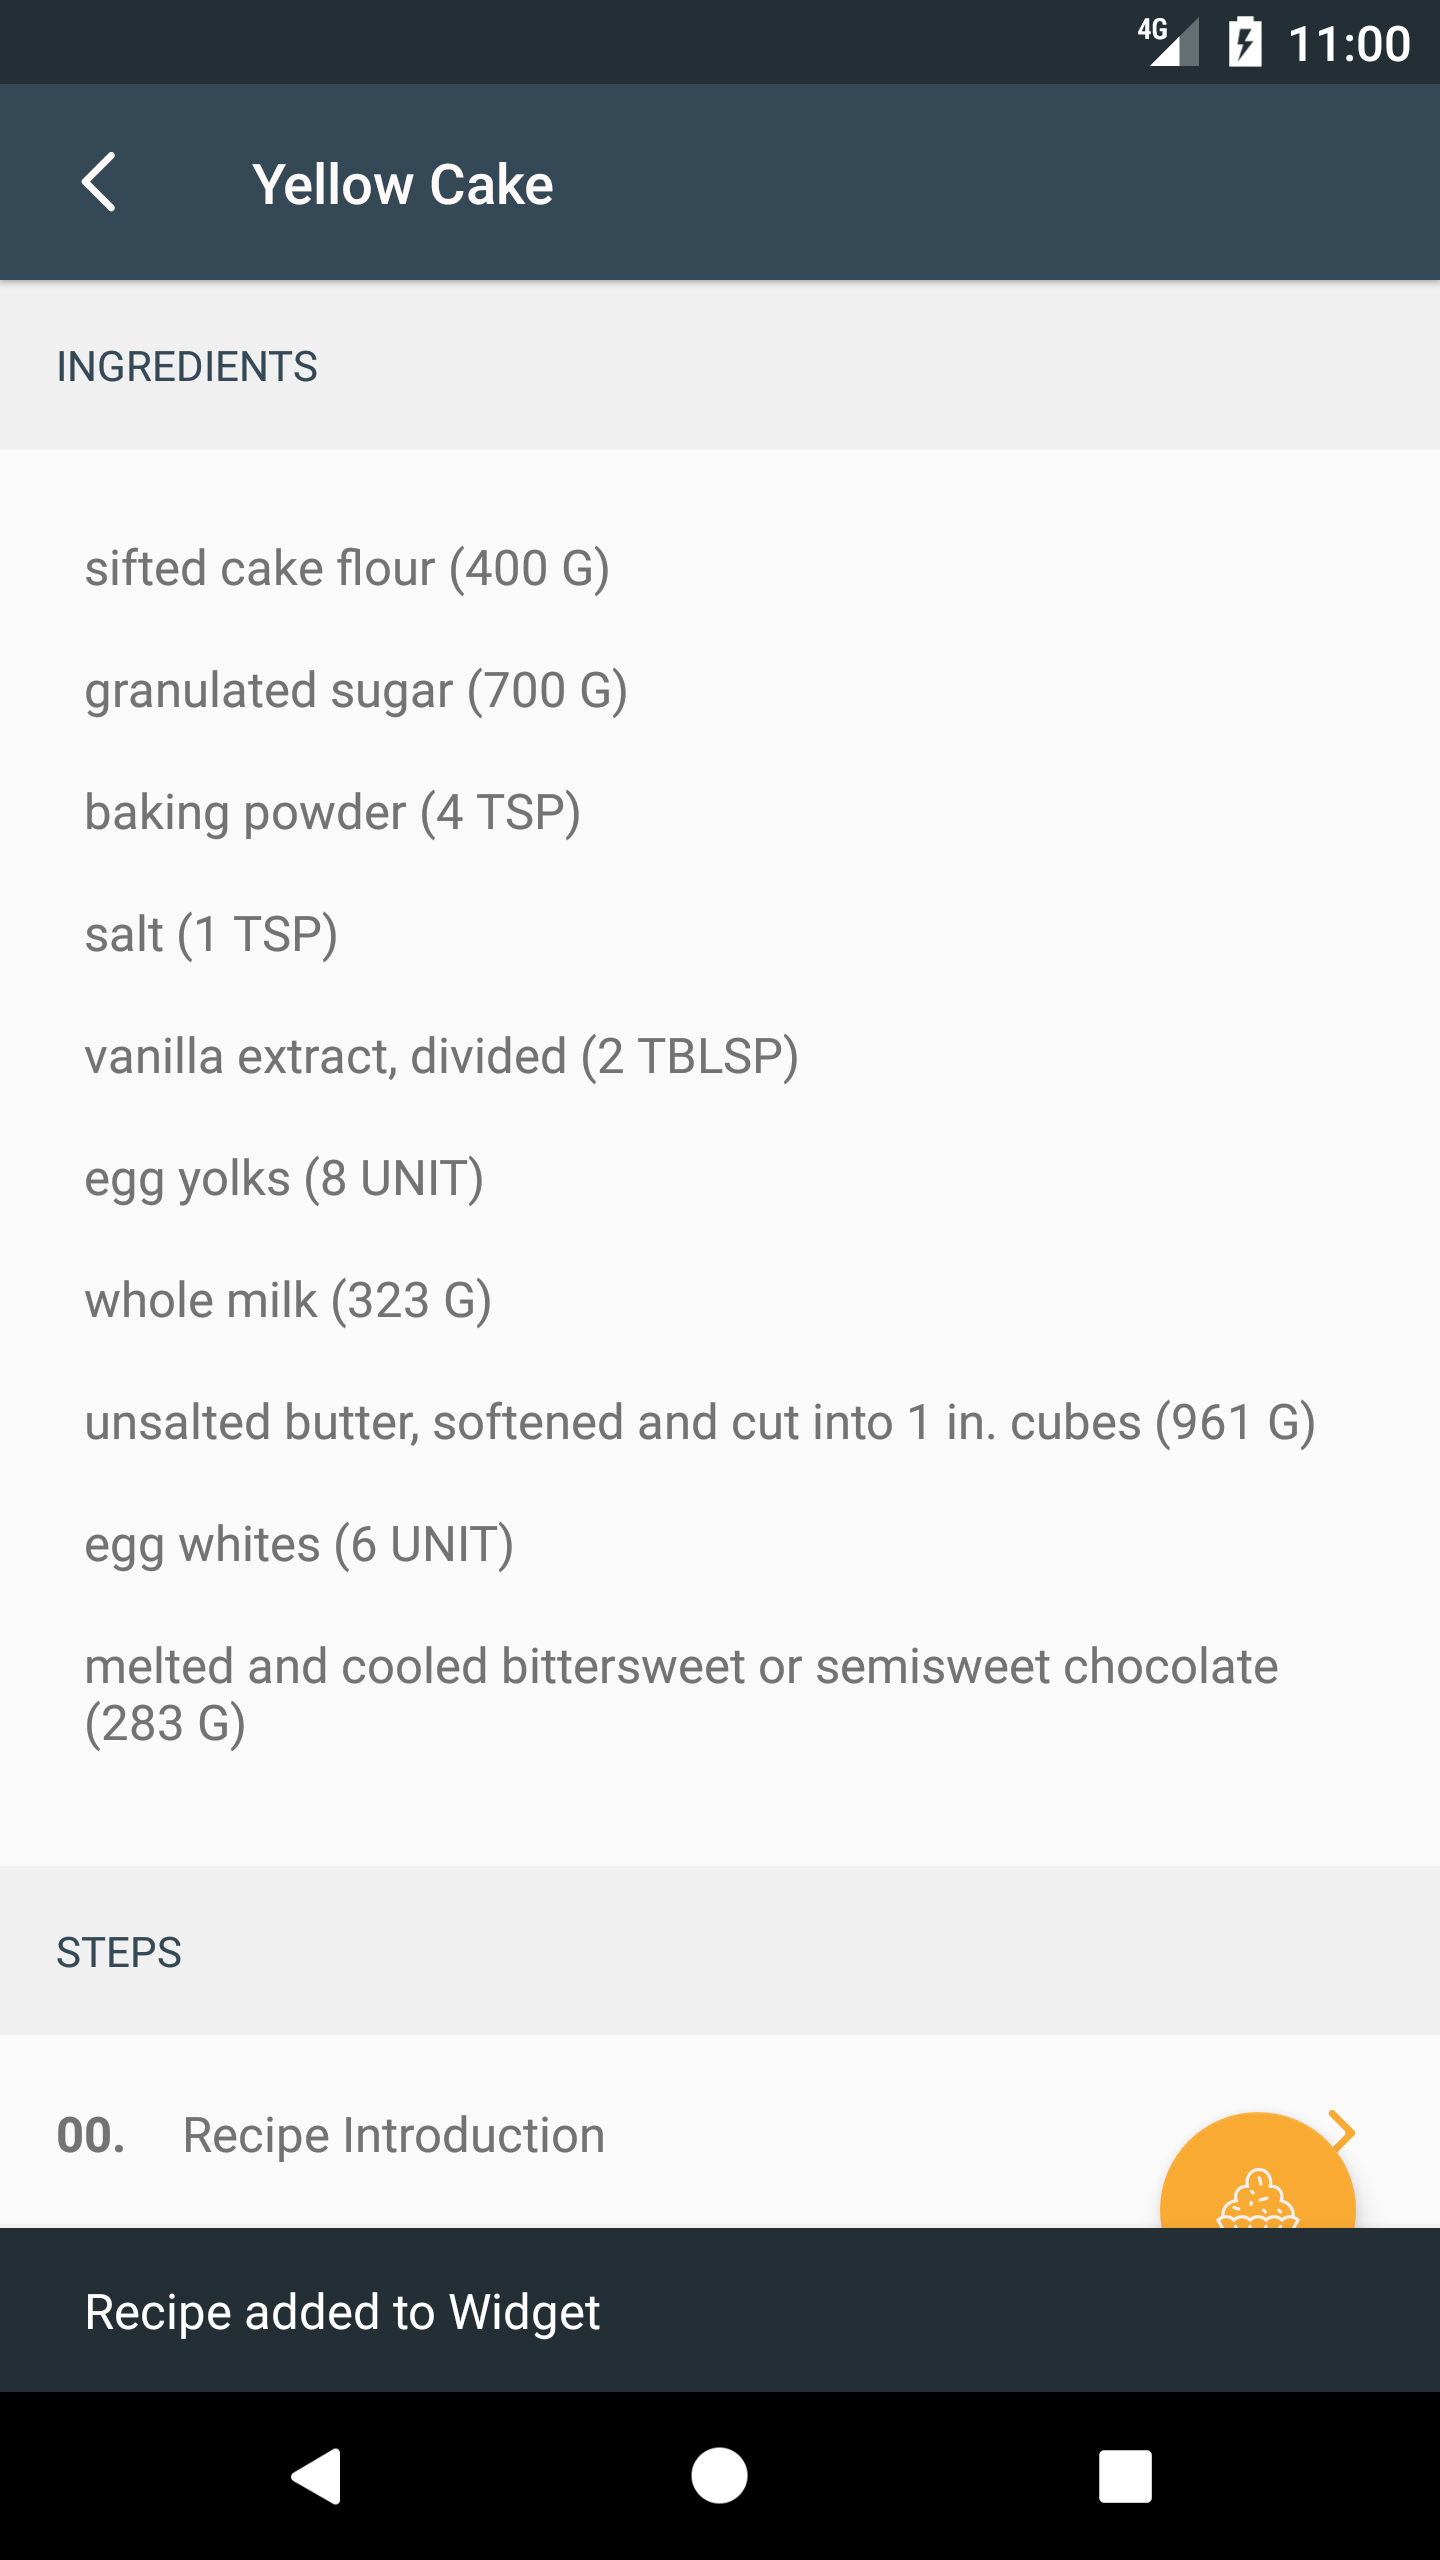 4G 11:00
Yellow Cake
INGREDIENTS
sifted cake flour (400 G)
granulated sugar (700 G)
baking powder (4 TSP)
salt (1 TSP)
vanilla extract, divided (2 TBLSP)
egg yolks (8 UNIT)
whole milk (323 G)
unsalted butter, softened and cut into 1 in. cubes (961 G)
egg whites (6 UNIT)
melted and cooled bittersweet or semisweet chocolate
(283 G)
STEPS
00. Recipe Introduction
Recipe added to Widget